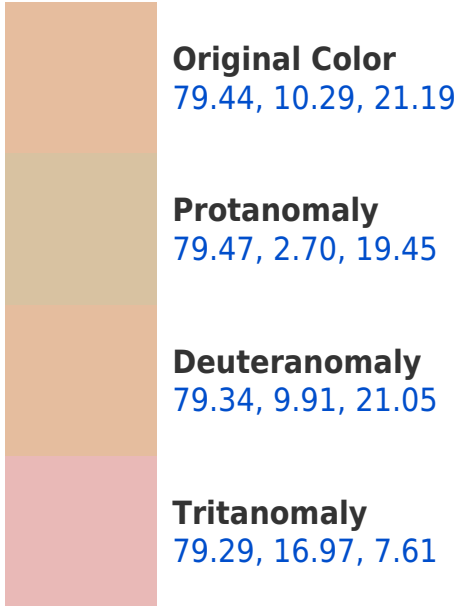 Original Color
79.44, 10.29, 21.19
Protanomaly
79.47, 2.70, 19.45
Deuteranomaly
79.34, 9.91, 21.05
Tritanomaly
79.29, 16.97, 7.61